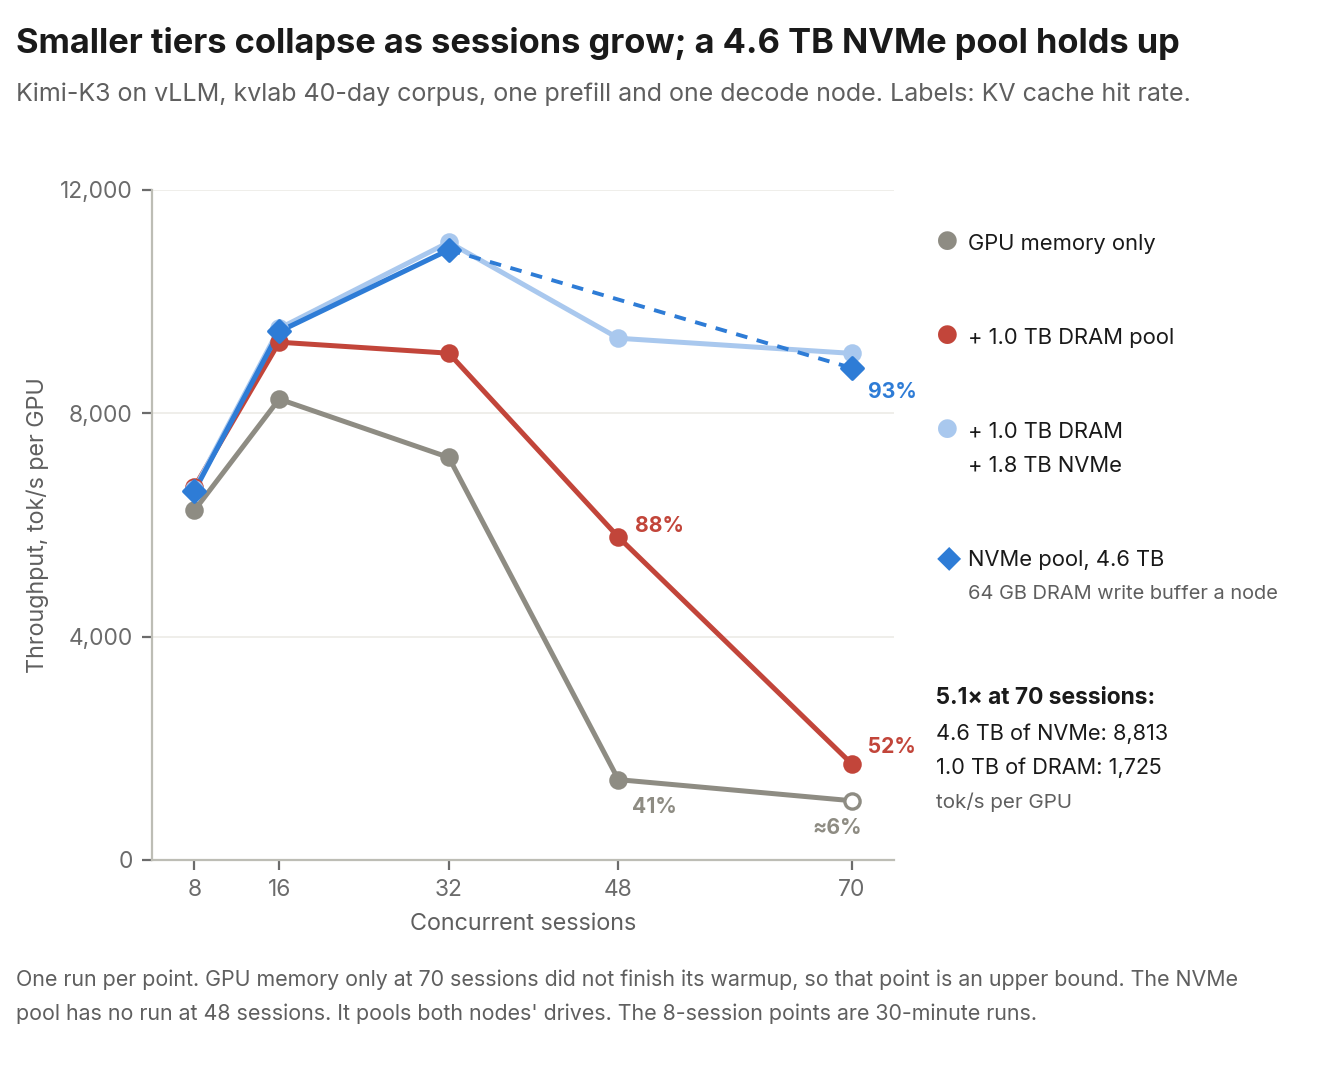 Smaller tiers collapse as sessions grow; a 4.6 TB NVMe pool holds up
Kimi-K3 on vLLM, kvlab 40-day corpus, one prefill and one decode node. Labels: KV cache hit rate.
Throughput, tok/s per GPU
12,000
8,000
4,000
0
8
16
32
48
70
Concurrent sessions
93%
88%
52%
41%
≈6%
GPU memory only
+ 1.0 TB DRAM pool
+ 1.0 TB DRAM
+ 1.8 TB NVMe
NVMe pool, 4.6 TB
64 GB DRAM write buffer a node
5.1× at 70 sessions:
4.6 TB of NVMe: 8,813
1.0 TB of DRAM: 1,725
tok/s per GPU
One run per point. GPU memory only at 70 sessions did not finish its warmup, so that point is an upper bound. The NVMe
pool has no run at 48 sessions. It pools both nodes' drives. The 8-session points are 30-minute runs.